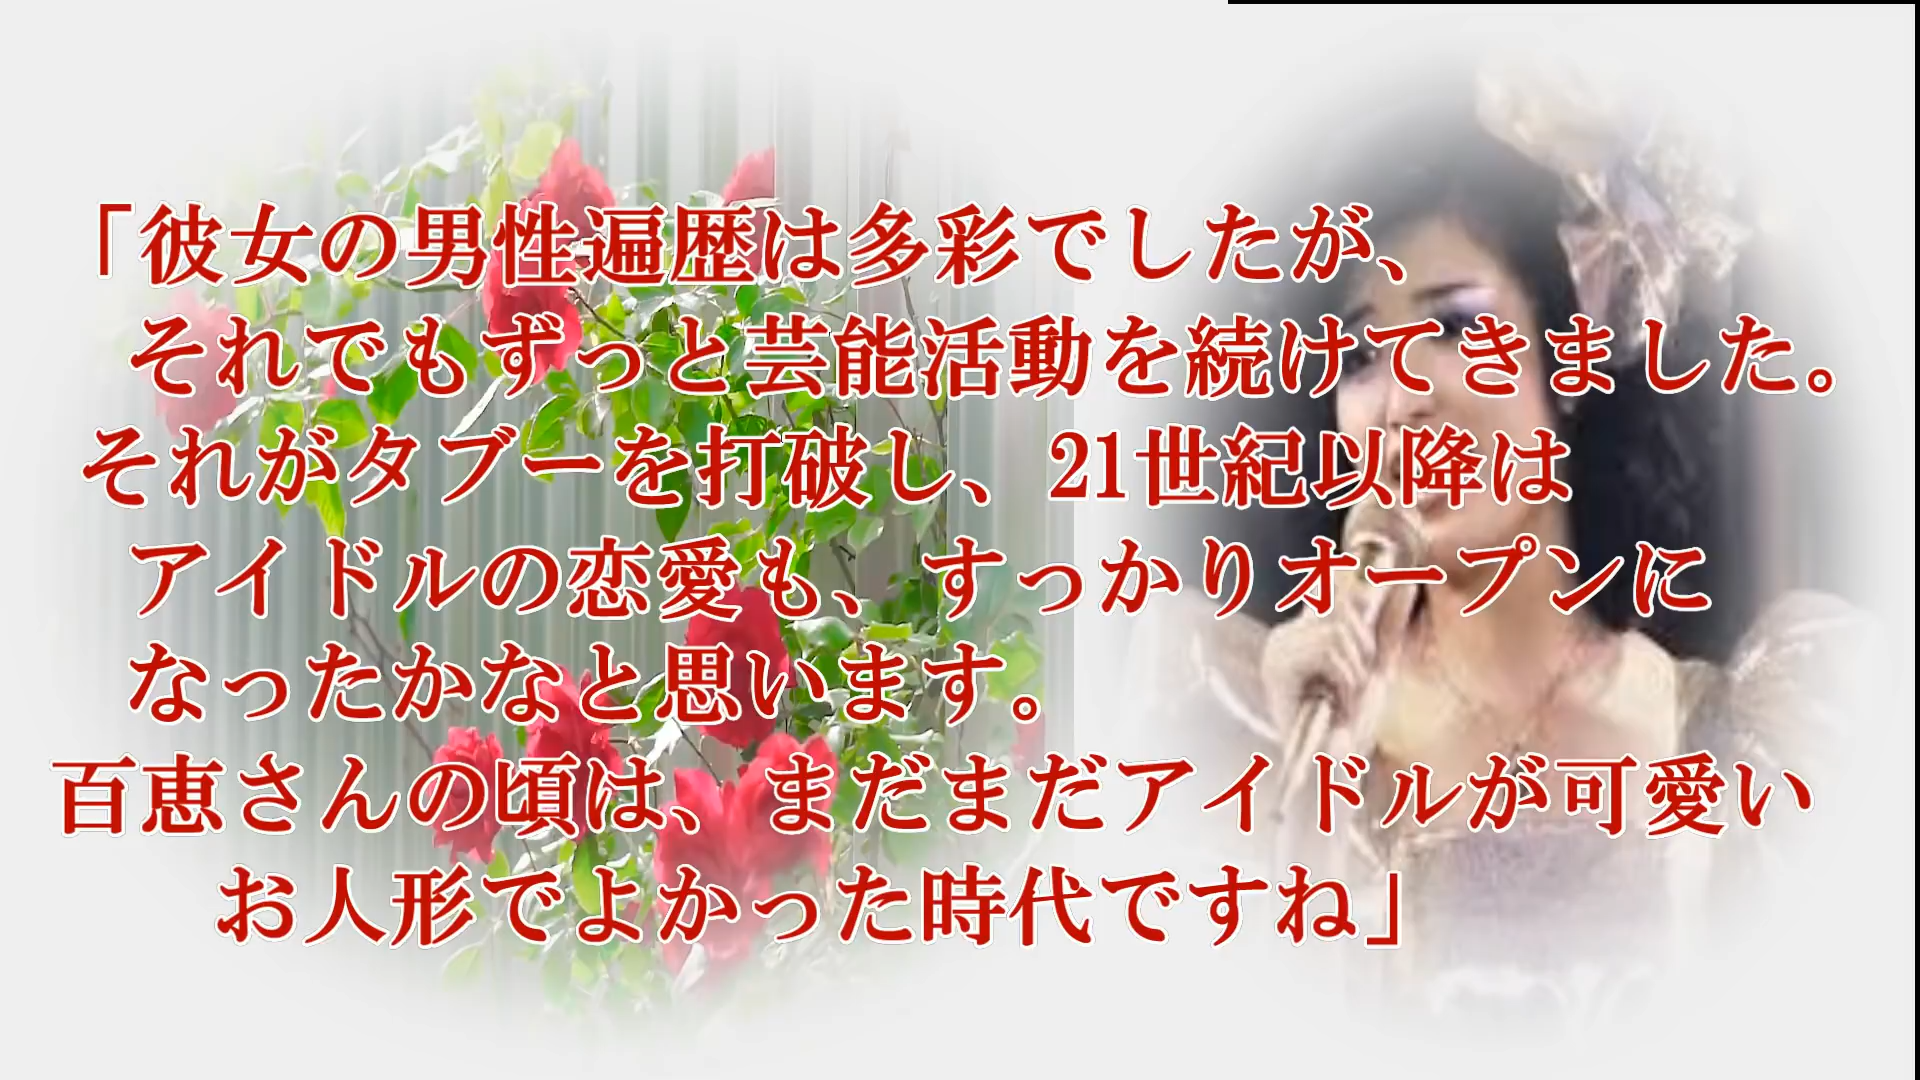 「彼女の男性遍歴は多彩でしたが、
それでもずっと芸能活動を続けてきました。
それがタブーを打破し、21世紀以降は
アイドルの恋愛も、すっかりオープンに
なったかなと思います。
百恵さんの頃は、まだまだアイドルが可愛い
お人形でよかった時代ですね」